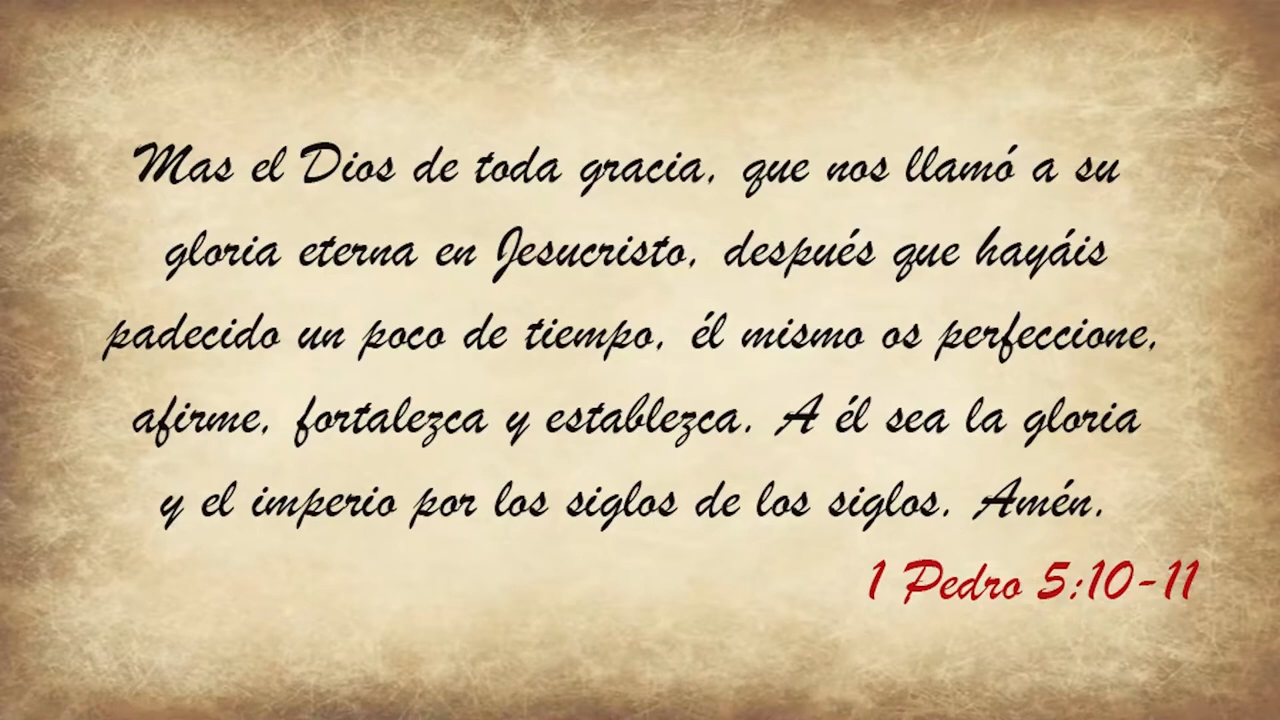 Mas el Dios de toda gracia, que nos llamó a su
gloria eterna en Jesucristo, después que hayáis
padecido un poco de tiempo, él mismo os perfeccione,
afirme, fortalezca y establezca. A él sea la gloria
y el imperio por los siglos de los siglos. Amén.
1 Pedro 5:10-11